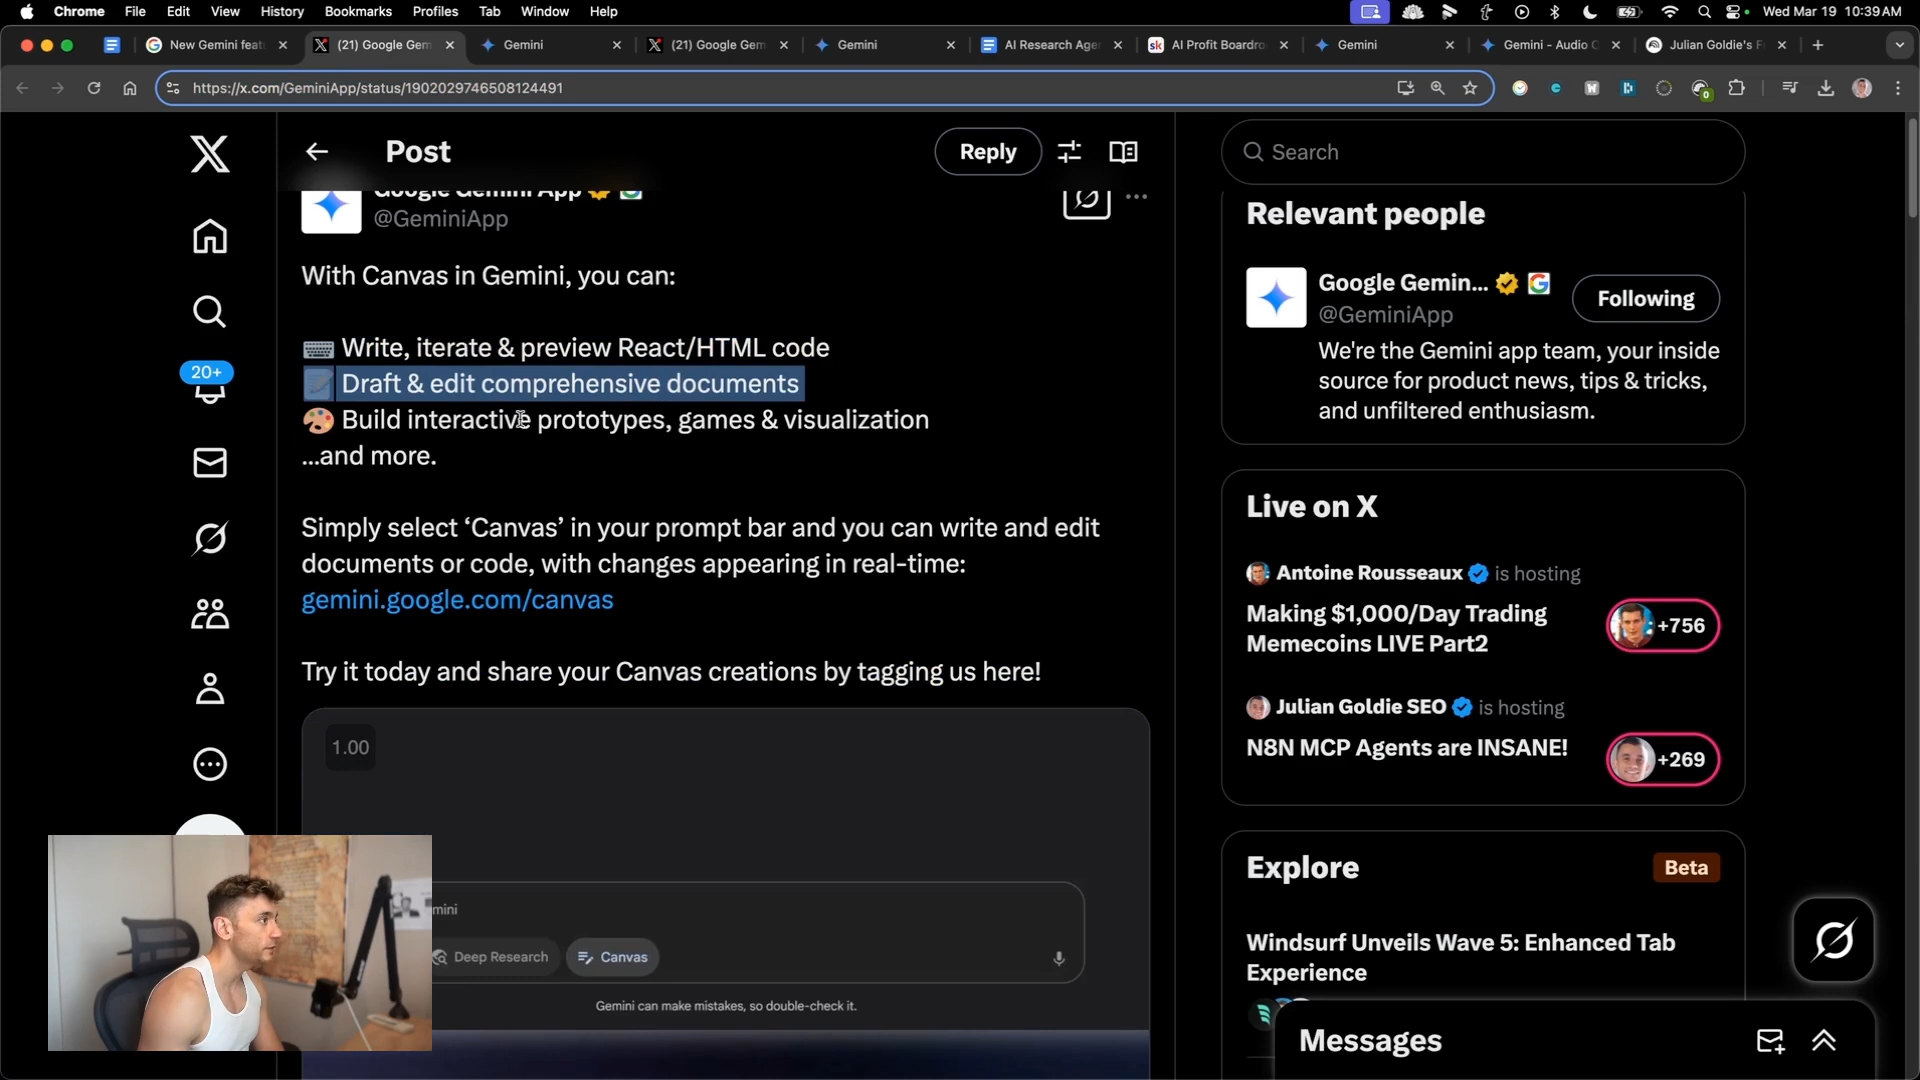 Chrome File Edit View History Bookmarks Profiles Tab Window Help
Wed Mar 19 10:39 AM
New Gemini feat
(21) Google Gem
Gemini
(21) Google Gem
Gemini
AI Research Age
AI Profit Boardro
Gemini
Gemini - Audio O
Julian Goldie's F
https://x.com/GeminiApp/status/1902029746508124491
Post
Reply
Search
Google Gemini App
@GeminiApp
With Canvas in Gemini, you can:
Write, iterate & preview React/HTML code
Draft & edit comprehensive documents
Build interactive prototypes, games & visualization
...and more.
Simply select ‘Canvas’ in your prompt bar and you can write and edit
documents or code, with changes appearing in real-time:
gemini.google.com/canvas
Try it today and share your Canvas creations by tagging us here!
1.00
mini
Deep Research
Canvas
Gemini can make mistakes, so double-check it.
20+
Relevant people
Google Gemin...
@GeminiApp
Following
We're the Gemini app team, your inside
source for product news, tips & tricks,
and unfiltered enthusiasm.
Live on X
Antoine Rousseaux is hosting
Making $1,000/Day Trading
Memecoins LIVE Part2
+756
Julian Goldie SEO is hosting
N8N MCP Agents are INSANE!
+269
Explore
Beta
Windsurf Unveils Wave 5: Enhanced Tab
Experience
Messages